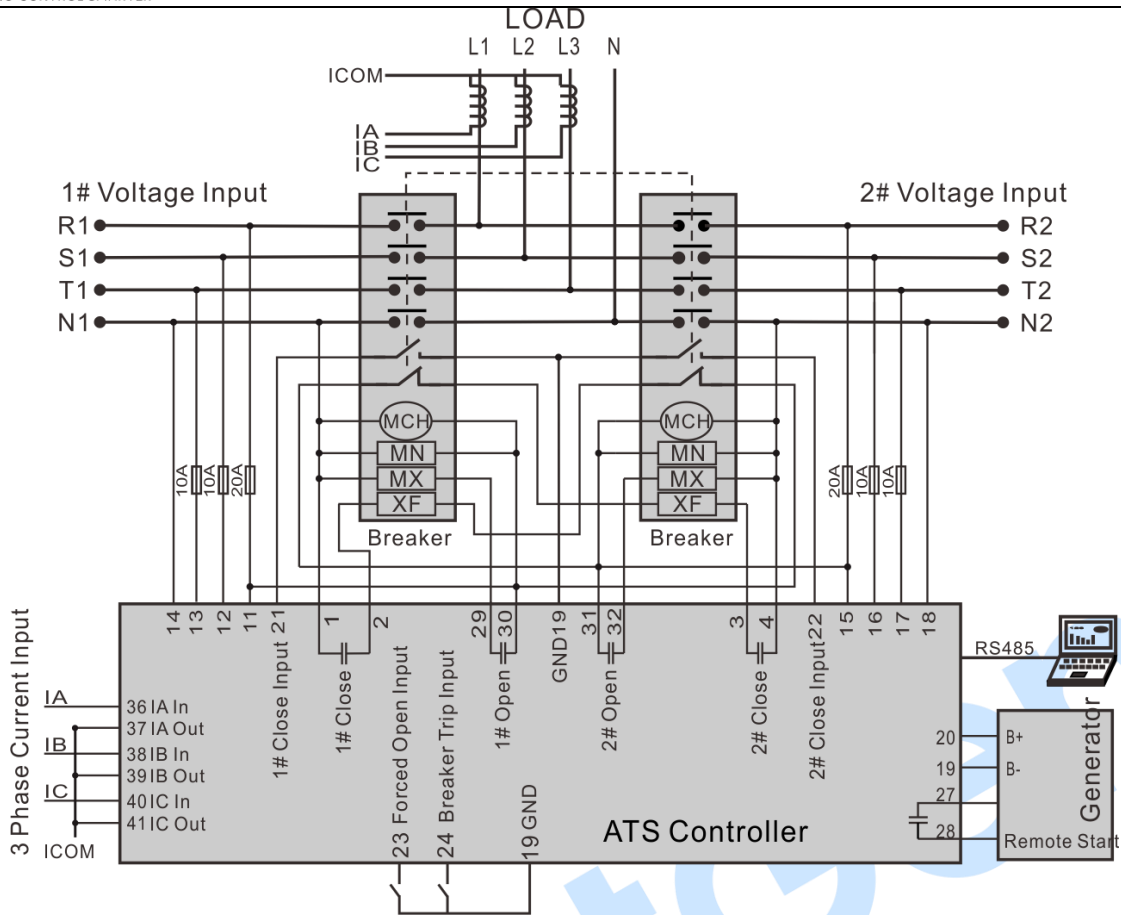 LOAD
L1 L2 L3 N
ICOM
IA
IB
IC
1# Voltage Input
2# Voltage Input
R1
R2
S1
S2
T1
T2
N1
N2
MCH
MCH
MN
MN
MX
MX
XF
XF
10A
10A
20A
20A
10A
10A
Breaker
Breaker
14
13
12
11
21
1
2
29
30
GND19
31
32
3
4
22
15
16
17
18
1# Close Input
1# Close
1# Open
2# Open
2# Close
2# Close Input
RS485
3 Phase Current Input
IA
36 IA In
37 IA Out
IB
38 IB In
39 IB Out
IC
40 IC In
41 IC Out
ICOM
23 Forced Open Input
24 Breaker Trip Input
19 GND
ATS Controller
20
B+
19
B-
27
28
Remote Start
Generator